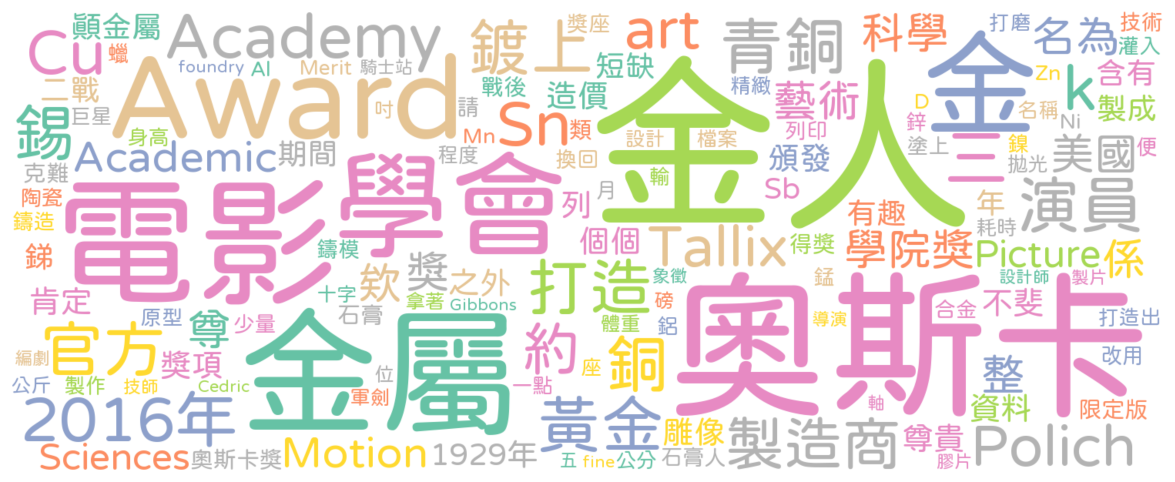 顓金屬 Academy 鍍上 獎座 art 青銅 科學 打磨 名為 技術
Cu 蠟 foundry Al Merit 騎士站 短缺 灌入
二戰 Award 吋 戰後 造價 金人 精緻 藝術 金 k Zn 含有
錫 巨星 身高 請 Sn 類 設計 檔案 列印 D 鋅 名稱 Ni 製成
Academic 期間 Mn 程度 換回 頒發 塗上 鎳 美國 便
克難 電影 學會 輸 Sb 三 拋光
陶瓷 列 月 有趣 年 演員
鑄造 鑄模 個個 Tallix 得獎 學院獎 耗時
銻 欸 獎 之外 打造 象徵 Picture 係
肯定 十字 石膏 拿著 Gibbons 磅 錳 設計師 製片
原型 少量 金屬 體重 鋁 導演 奧斯卡 合金 不斐 打造出
官方 尊 約 銅 改用
編劇 獎項 位 座 整
公斤 製作 技師 Cedric 軍劍 一點 軸 資料 限定版
2016年 黃金 雕像 製造商 尊貴 Polich
Sciences 奧斯卡獎 Motion 1929年 五 fine 公分 石膏人 膠片